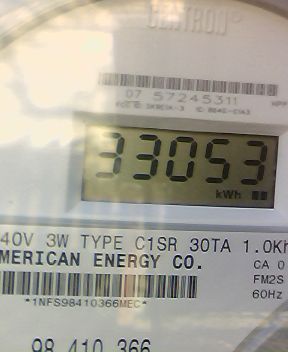 CENTRON®
07 57245311
33053
kWh
40V 3W TYPE C1SR 30TA 1.0Kh
MERICAN ENERGY CO.
CA 0
FM2S
*1NFS98410366MEC*
60Hz
98 410 366